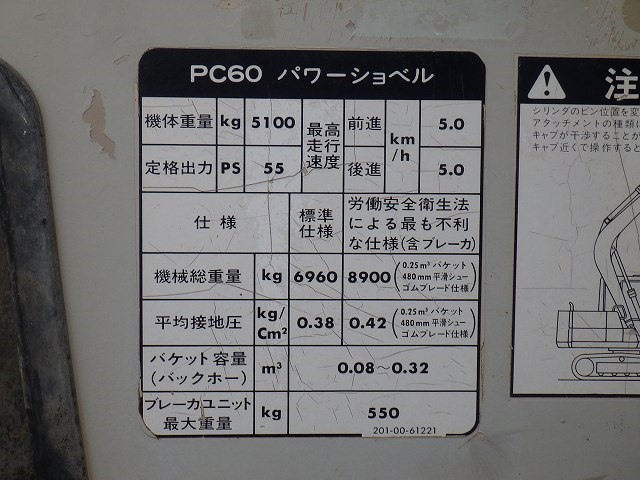 PC60 パワーショベル
機体重量 kg 5100 最高走行速度 前進 km/h 5.0
定格出力 PS 55 後進 5.0
仕様 標準仕様 労働安全衛生法による最も不利な仕様(含ブレーカ)
機械総重量 kg 6960 8900 (0.25m³ バケット 480mm 平滑シュー ゴムブレード仕様)
平均接地圧 kg/Cm² 0.38 0.42 (0.25m³ バケット 480mm 平滑シュー ゴムブレード仕様)
バケット容量(バックホー) m³ 0.08~0.32
ブレーカユニット最大重量 kg 550
201-00-61221
注
シリンダのピン位置を変
アタッチメントの種類に
キャブが干渉することか
キャブ近くで操作すると